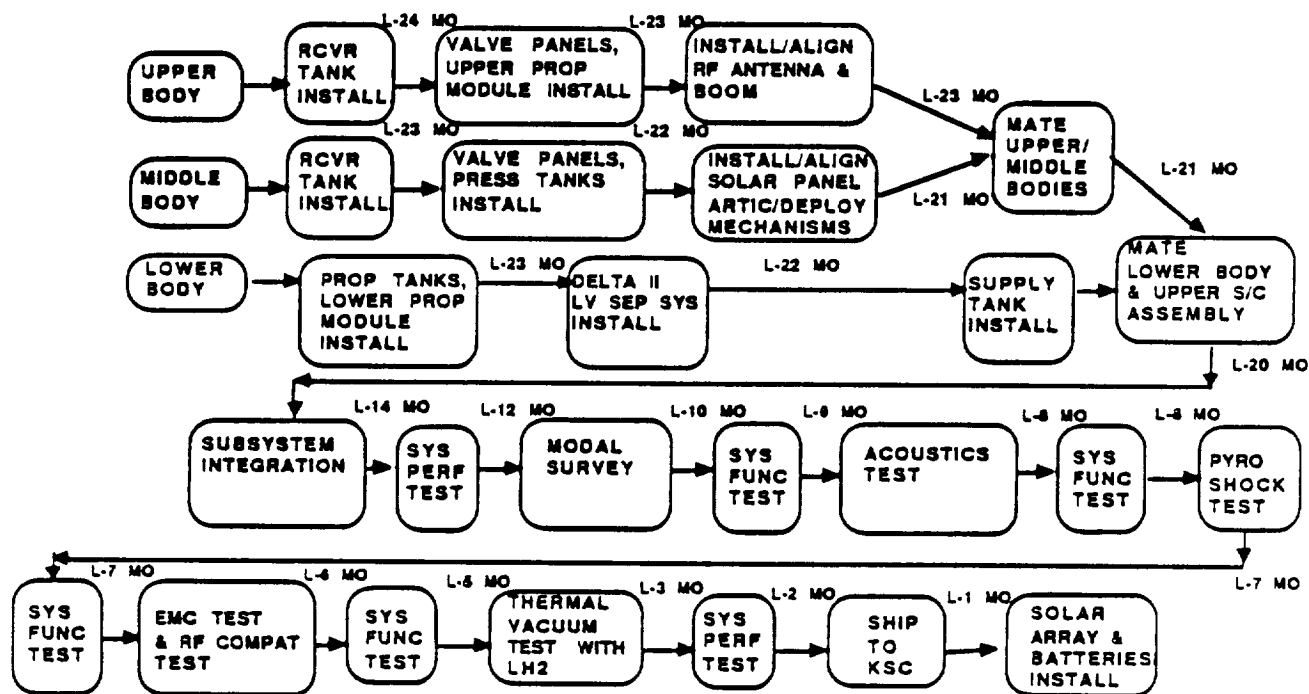 L-24 MO
L-23 MO
UPPER
BODY
RCVR
TANK
INSTALL
VALVE PANELS,
UPPER PROP
MODULE INSTALL
INSTALL/ALIGN
RF ANTENNA &
BOOM
L-23 MO
L-23 MO
L-22 MO
MIDDLE
BODY
RCVR
TANK
INSTALL
VALVE PANELS,
PRESS TANKS
INSTALL
INSTALL/ALIGN
SOLAR PANEL
ARTIC/DEPLOY
MECHANISMS
L-21 MO
MATE
UPPER/
MIDDLE
BODIES
L-21 MO
LOWER
BODY
PROP TANKS,
LOWER PROP
MODULE
INSTALL
L-23 MO
DELTA II
LV SEP SYS
INSTALL
L-22 MO
SUPPLY
TANK
INSTALL
MATE
LOWER BODY
& UPPER S/C
ASSEMBLY
L-20 MO
SUBSYSTEM
INTEGRATION
L-14 MO
SYS
PERF
TEST
L-12 MO
MODAL
SURVEY
L-10 MO
SYS
FUNC
TEST
L-9 MO
ACOUSTICS
TEST
L-8 MO
SYS
FUNC
TEST
L-8 MO
PYRO
SHOCK
TEST
L-7 MO
SYS
FUNC
TEST
L-7 MO
EMC TEST
& RF COMPAT
TEST
L-6 MO
SYS
FUNC
TEST
L-5 MO
THERMAL
VACUUM
TEST WITH
LH2
L-3 MO
SYS
PERF
TEST
L-2 MO
SHIP
TO
KSC
L-1 MO
SOLAR
ARRAY &
BATTERIES
INSTALL